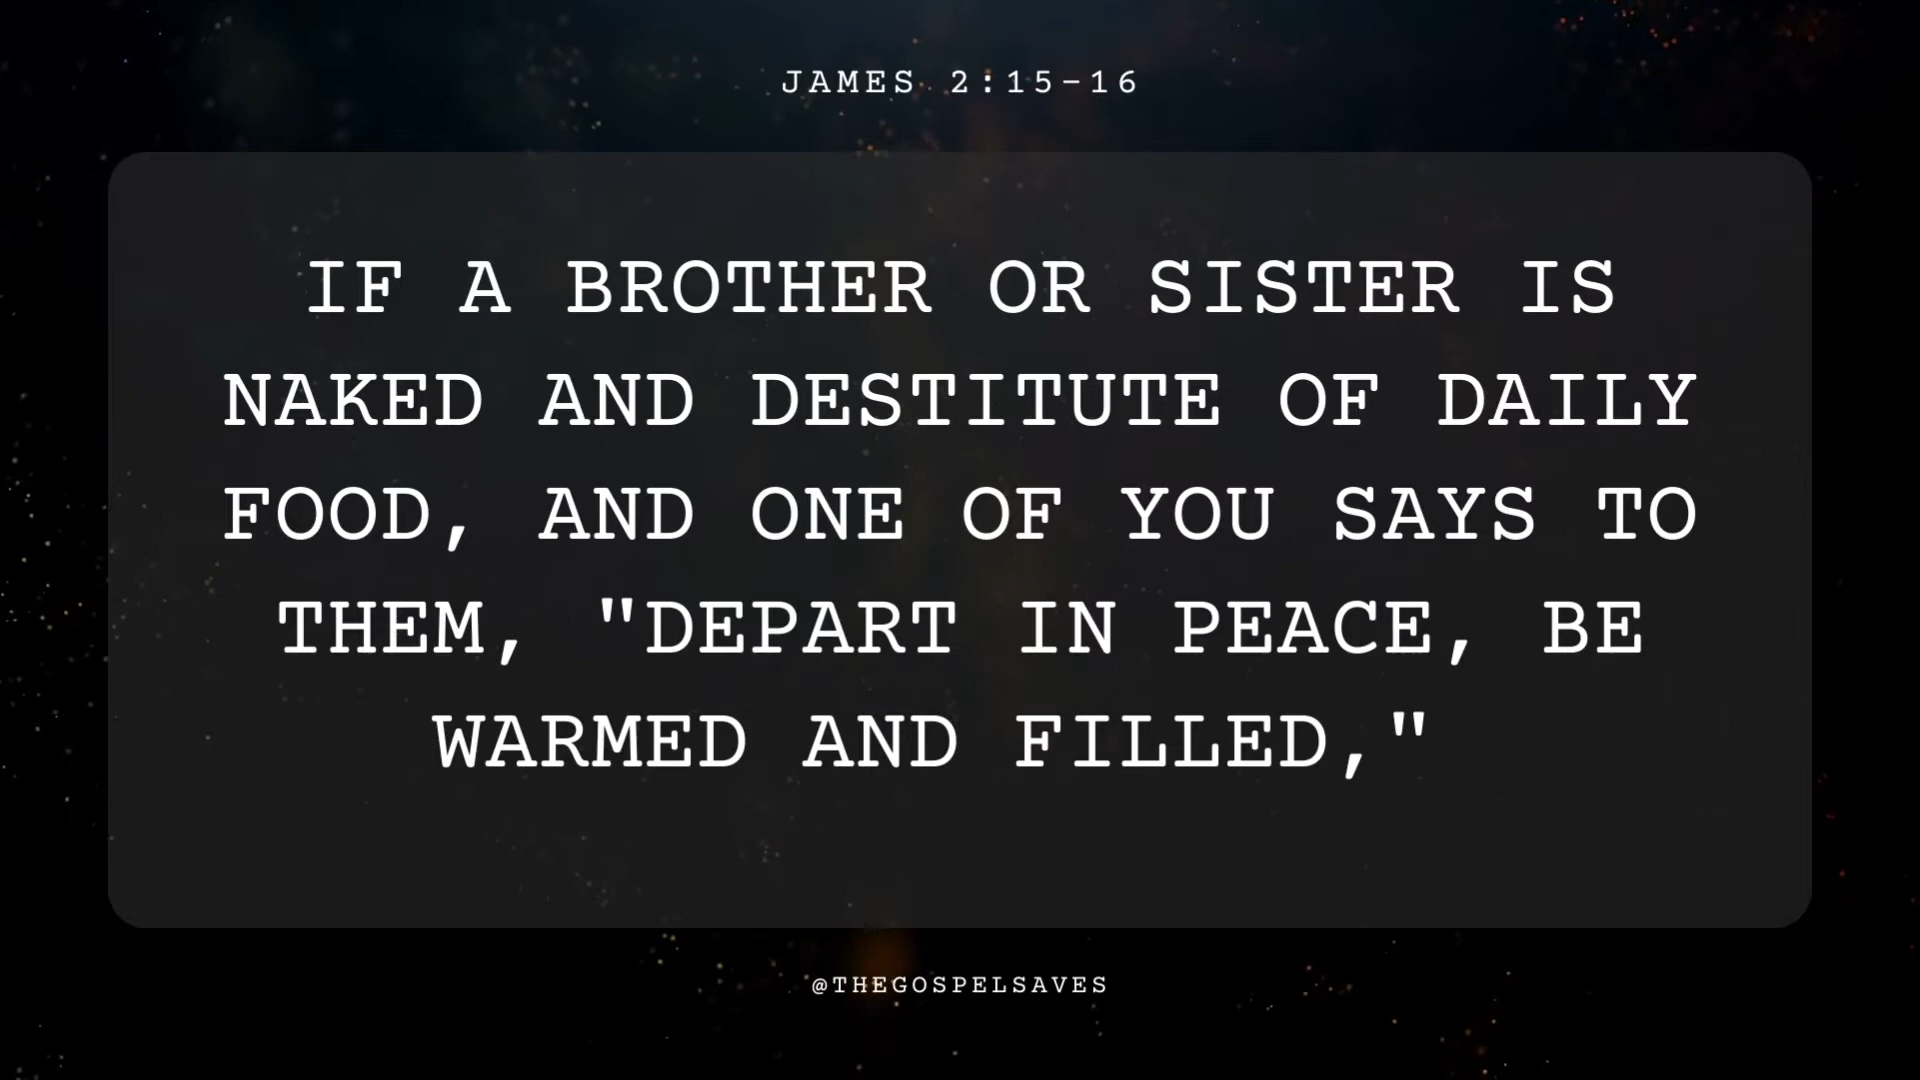 JAMES 2:15-16
IF A BROTHER OR SISTER IS
NAKED AND DESTITUTE OF DAILY
FOOD, AND ONE OF YOU SAYS TO
THEM, "DEPART IN PEACE, BE
WARMED AND FILLED,"
@THEGOSPELSAVES